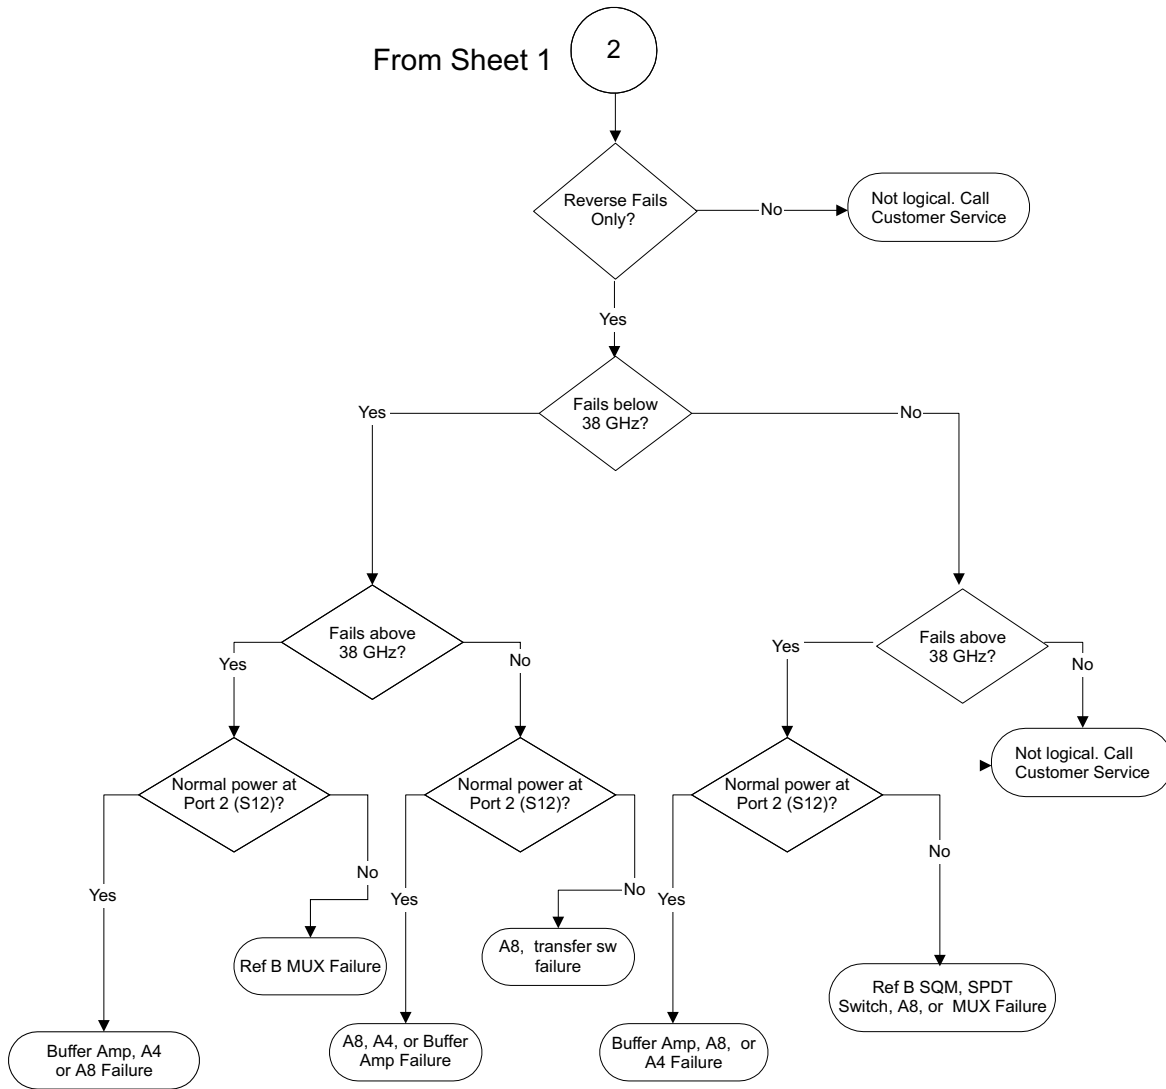 From Sheet 1
2
Reverse Fails
Only?
No
Not logical. Call
Customer Service
Yes
Fails below
38 GHz?
Yes
No
Fails above
38 GHz?
Yes
No
Fails above
38 GHz?
Yes
No
Not logical. Call
Customer Service
Normal power at
Port 2 (S12)?
Normal power at
Port 2 (S12)?
Normal power at
Port 2 (S12)?
Yes
No
Yes
No
Yes
No
Ref B MUX Failure
A8,  transfer sw
failure
Ref B SQM, SPDT
Switch, A8, or  MUX Failure
Buffer Amp, A4
or A8 Failure
A8, A4, or Buffer
Amp Failure
Buffer Amp, A8,  or
A4 Failure